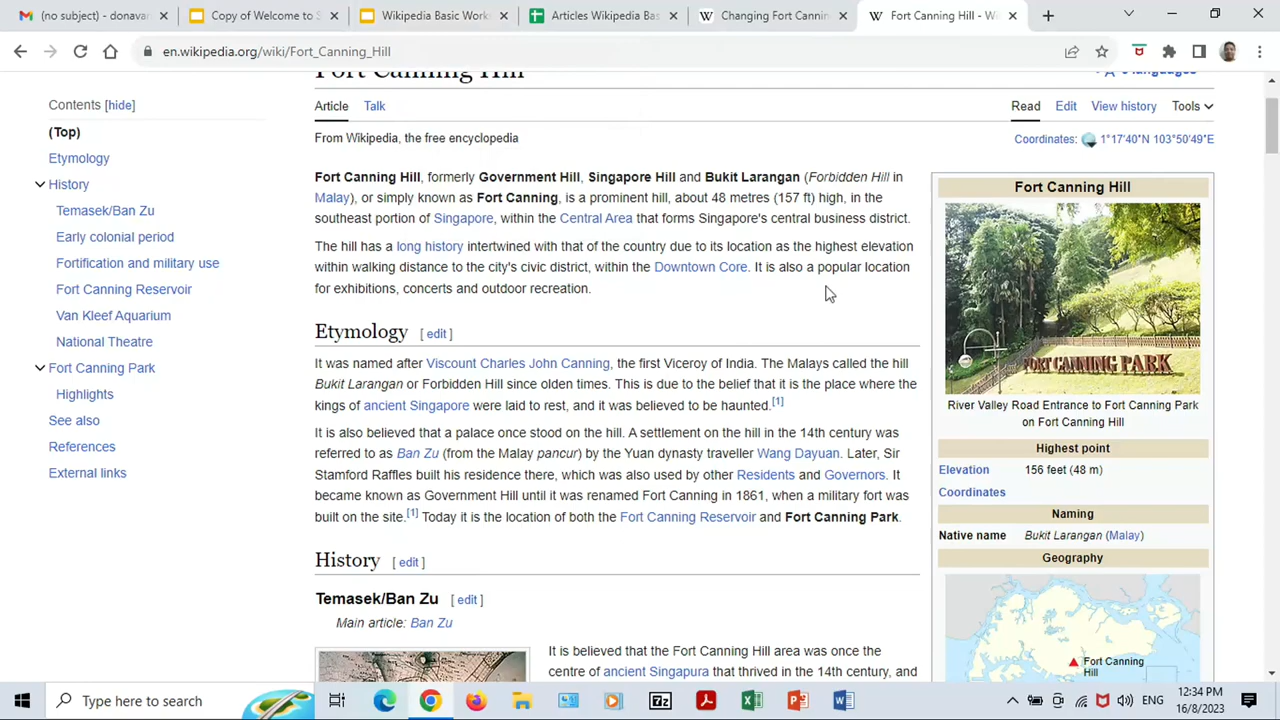 (no subject) - donavan
Copy of Welcome to S
Wikipedia Basic Works
Articles Wikipedia Bas
Changing Fort Cannin
Fort Canning Hill - Wi
en.wikipedia.org/wiki/Fort_Canning_Hill
Fort Canning Hill
Contents [hide]
(Top)
Etymology
History
Temasek/Ban Zu
Early colonial period
Fortification and military use
Fort Canning Reservoir
Van Kleef Aquarium
National Theatre
Fort Canning Park
Highlights
See also
References
External links
Article Talk
Read Edit View history Tools
From Wikipedia, the free encyclopedia
Coordinates: 1°17′40″N 103°50′49″E
Fort Canning Hill, formerly Government Hill, Singapore Hill and Bukit Larangan (Forbidden Hill in
Malay), or simply known as Fort Canning, is a prominent hill, about 48 metres (157 ft) high, in the
southeast portion of Singapore, within the Central Area that forms Singapore's central business district.
The hill has a long history intertwined with that of the country due to its location as the highest elevation
within walking distance to the city's civic district, within the Downtown Core. It is also a popular location
for exhibitions, concerts and outdoor recreation.
Etymology [ edit ]
It was named after Viscount Charles John Canning, the first Viceroy of India. The Malays called the hill
Bukit Larangan or Forbidden Hill since olden times. This is due to the belief that it is the place where the
kings of ancient Singapore were laid to rest, and it was believed to be haunted.[1]
It is also believed that a palace once stood on the hill. A settlement on the hill in the 14th century was
referred to as Ban Zu (from the Malay pancur) by the Yuan dynasty traveller Wang Dayuan. Later, Sir
Stamford Raffles built his residence there, which was also used by other Residents and Governors. It
became known as Government Hill until it was renamed Fort Canning in 1861, when a military fort was
built on the site.[1] Today it is the location of both the Fort Canning Reservoir and Fort Canning Park.
History [ edit ]
Temasek/Ban Zu [ edit ]
Main article: Ban Zu
It is believed that the Fort Canning Hill area was once the
centre of ancient Singapura that thrived in the 14th century, and
Fort Canning Hill
FORT CANNING PARK
River Valley Road Entrance to Fort Canning Park
on Fort Canning Hill
Highest point
Elevation 156 feet (48 m)
Coordinates
Naming
Native name Bukit Larangan (Malay)
Geography
Fort Canning
Hill
Type here to search
7z
ENG
12:34 PM
16/8/2023